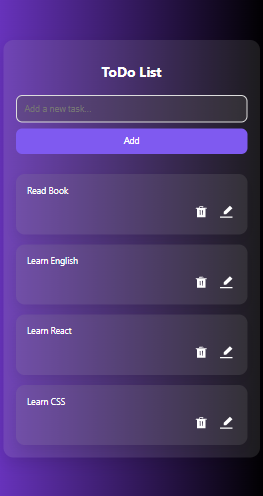 ToDo List
Add a new task...
Add
Read Book
Learn English
Learn React
Learn CSS